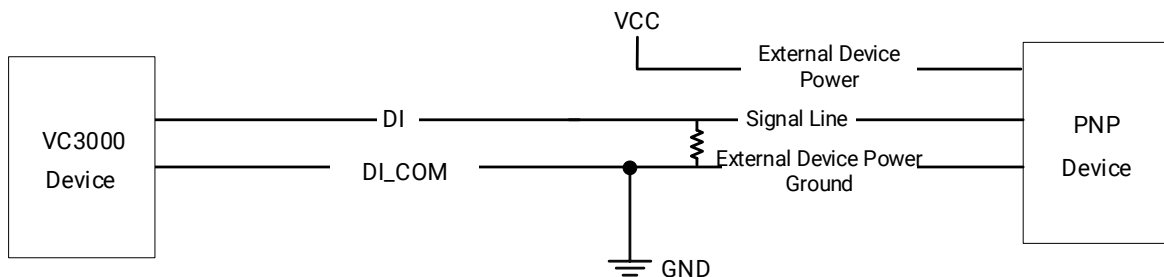 VCC
External Device
Power
VC3000
Device
DI
Signal Line
PNP
Device
DI_COM
External Device Power
Ground
GND